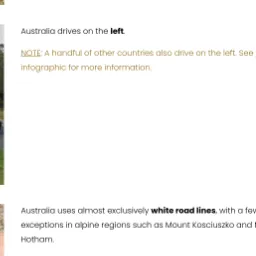 Australia drives on the left.
NOTE: A handful of other countries also drive on the left. See
infographic for more information.
Australia uses almost exclusively white road lines, with a few
exceptions in alpine regions such as Mount Kosciuszko and
Hotham.